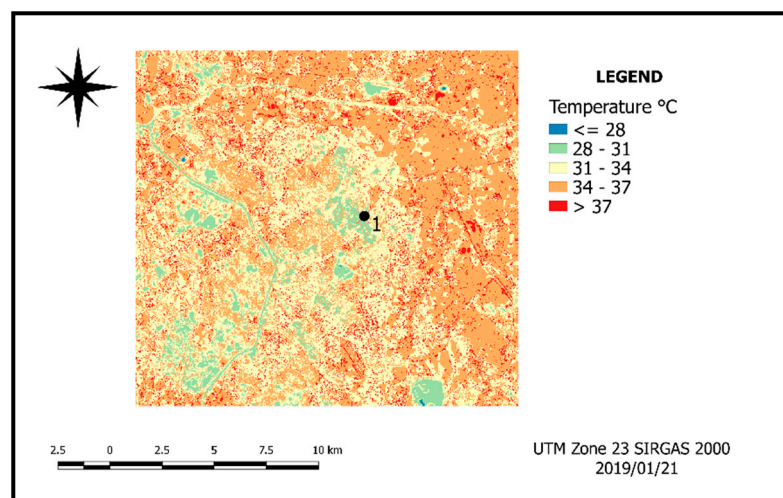 LEGEND
Temperature °C
<= 28
28 - 31
31 - 34
34 - 37
> 37
1
2.5 0 2.5 5 7.5 10 km
UTM Zone 23 SIRGAS 2000
2019/01/21